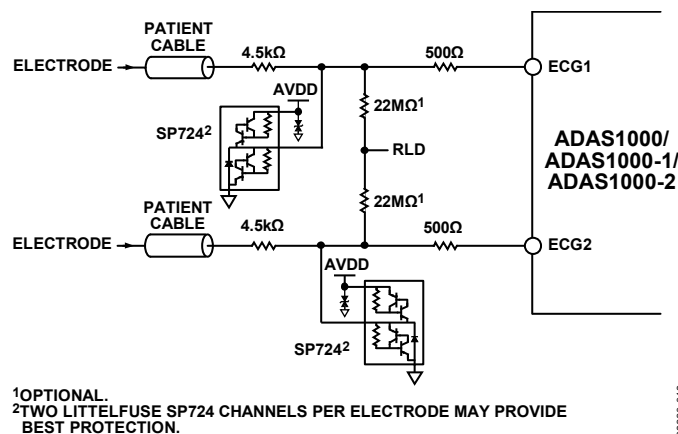 PATIENT
CABLE
ELECTRODE
4.5kΩ
500Ω
ECG1
AVDD
SP724²
22MΩ¹
RLD
ADAS1000/
ADAS1000-1/
ADAS1000-2
22MΩ¹
PATIENT
CABLE
ELECTRODE
4.5kΩ
500Ω
ECG2
AVDD
SP724²
¹OPTIONAL.
²TWO LITTELFUSE SP724 CHANNELS PER ELECTRODE MAY PROVIDE
BEST PROTECTION.